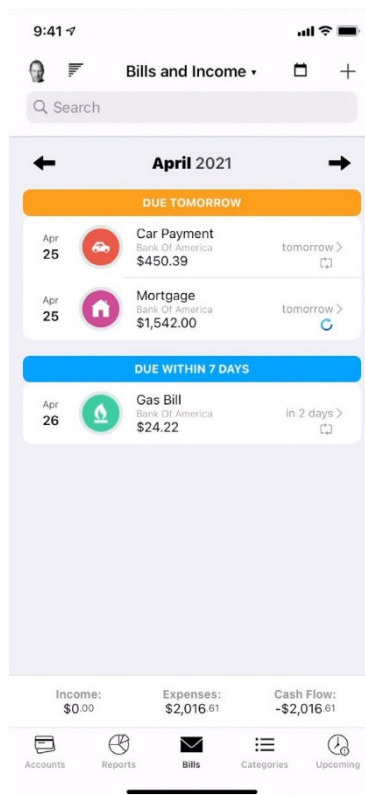 9:41
Bills and Income
Search
April 2021
DUE TOMORROW
Apr
25
Car Payment
Bank Of America
$450.39
tomorrow
Apr
25
Mortgage
Bank Of America
$1,542.00
tomorrow
DUE WITHIN 7 DAYS
Apr
26
Gas Bill
Bank Of America
$24.22
in 2 days
Income: Expenses: Cash Flow:
$0.00 $2,016.61 -$2,016.61
Accounts Reports Bills Categories Upcoming